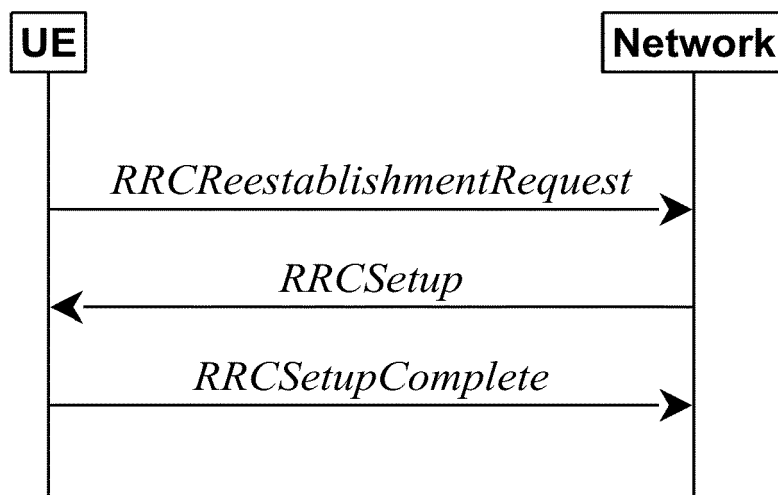 UE
Network
RRCReestablishmentRequest
RRCSetup
RRCSetupComplete